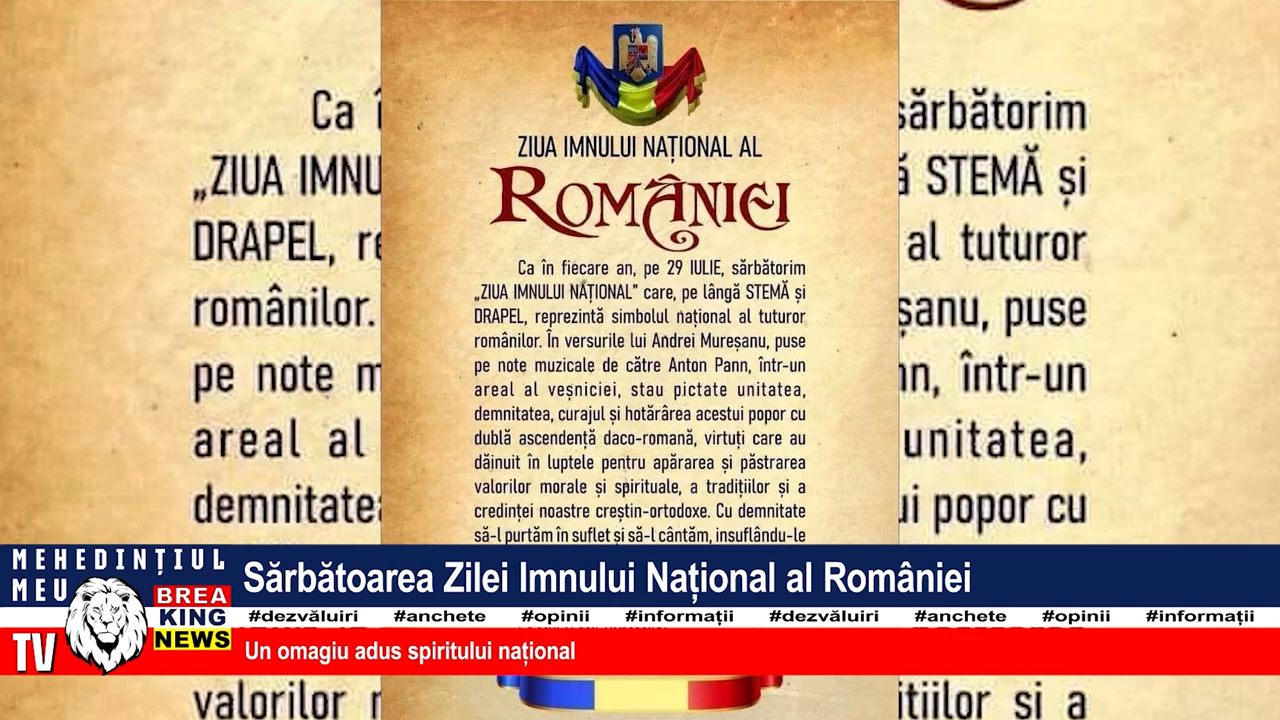 ZIUA IMNULUI NAȚIONAL AL
ROMÂNIEI
Ca în fiecare an, pe 29 IULIE, sărbătorim
„ZIUA IMNULUI NAȚIONAL” care, pe lângă STEMĂ și
DRAPEL, reprezintă simbolul național al tuturor
românilor. În versurile lui Andrei Mureșanu, puse
pe note muzicale de către Anton Pann, într-un
areal al veșniciei, stau pictate unitatea,
demnitatea, curajul și hotărârea acestui popor cu
dublă ascendență daco-romană, virtuți care au
dăinuit în luptele pentru apărarea și păstrarea
valorilor morale și spirituale, a tradițiilor și a
credinței noastre creștin-ortodoxe. Cu demnitate
să-l purtăm în suflet și să-l cântăm, insuflându-le
Ca
sărbătorim
„ZIUA
STEMĂ și
DRAPEL,
al tuturor
românilor.
puse
pe note
într-un
areal al
unitatea,
popor cu
valorilor
și a
MEHEDINȚIUL
MEU
TV
BREA
KING
NEWS
Sărbătoarea Zilei Imnului Național al României
#dezvăluiri #anchete #opinii #informații #dezvăluiri #anchete #opinii #informații
Un omagiu adus spiritului național